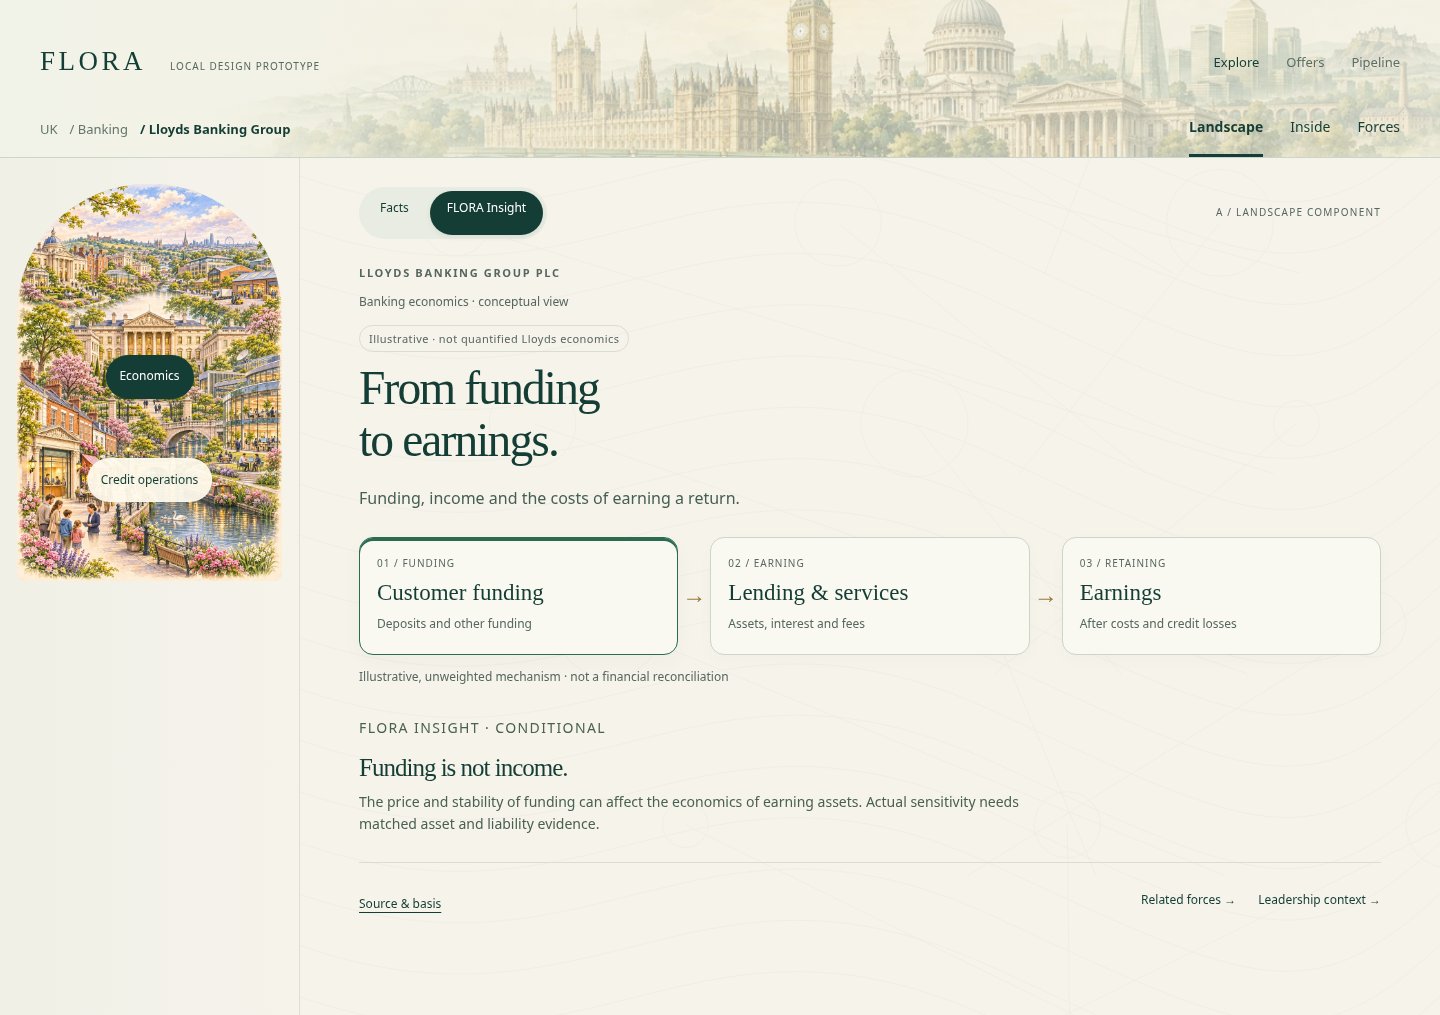 FLORA
LOCAL DESIGN PROTOTYPE
Explore
Offers
Pipeline
UK / Banking / Lloyds Banking Group
Landscape
Inside
Forces
Economics
Credit operations
Facts
FLORA Insight
A / LANDSCAPE COMPONENT
LLOYDS BANKING GROUP PLC
Banking economics · conceptual view
Illustrative · not quantified Lloyds economics
From funding
to earnings.
Funding, income and the costs of earning a return.
01 / FUNDING
Customer funding
Deposits and other funding
→
02 / EARNING
Lending & services
Assets, interest and fees
→
03 / RETAINING
Earnings
After costs and credit losses
Illustrative, unweighted mechanism · not a financial reconciliation
FLORA INSIGHT · CONDITIONAL
Funding is not income.
The price and stability of funding can affect the economics of earning assets. Actual sensitivity needs
matched asset and liability evidence.
Source & basis
Related forces →
Leadership context →